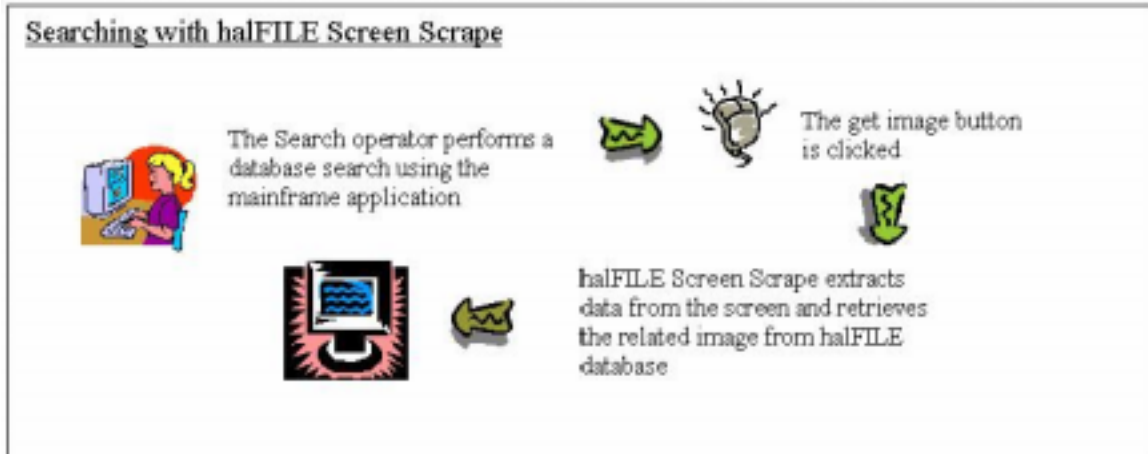 Searching with halFILE Screen Scrape
The Search operator performs a
database search using the
mainframe application
The get image button
is clicked
halFILE Screen Scrape extracts
data from the screen and retrieves
the related image from halFILE
database